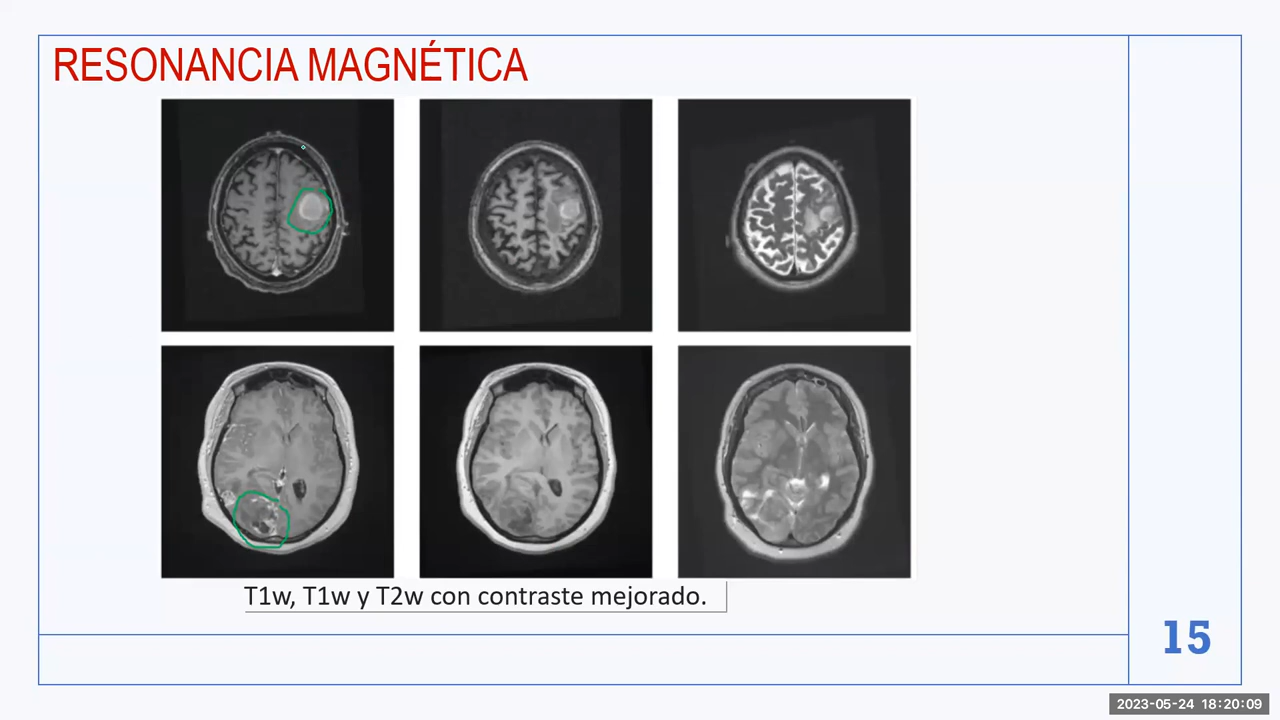 RESONANCIA MAGNÉTICA
T1w, T1w y T2w con contraste mejorado.
15
2023-05-24 18:20:09